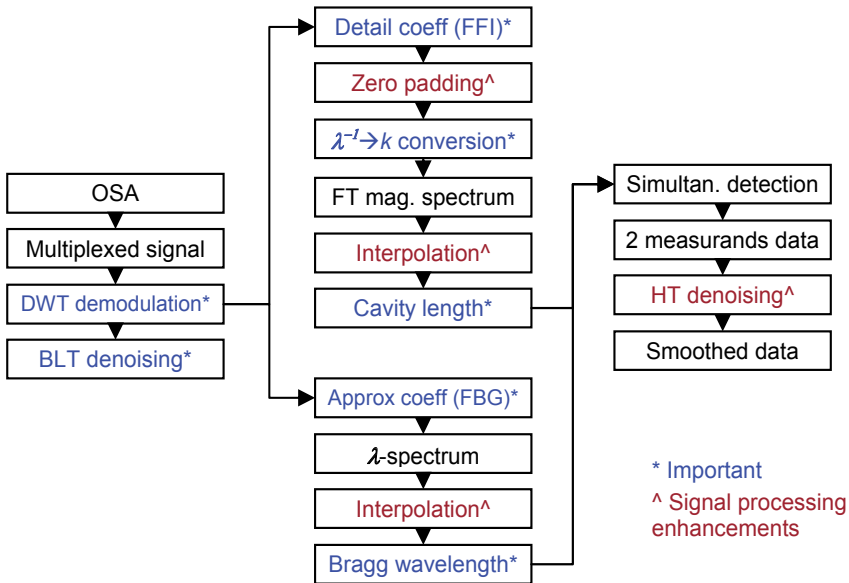 OSA
Multiplexed signal
DWT demodulation*
BLT denoising*
Detail coeff (FFI)*
Zero padding^
λ⁻¹→k conversion*
FT mag. spectrum
Interpolation^
Cavity length*
Approx coeff (FBG)*
λ-spectrum
Interpolation^
Bragg wavelength*
Simultan. detection
2 measurands data
HT denoising^
Smoothed data
* Important
^ Signal processing
enhancements